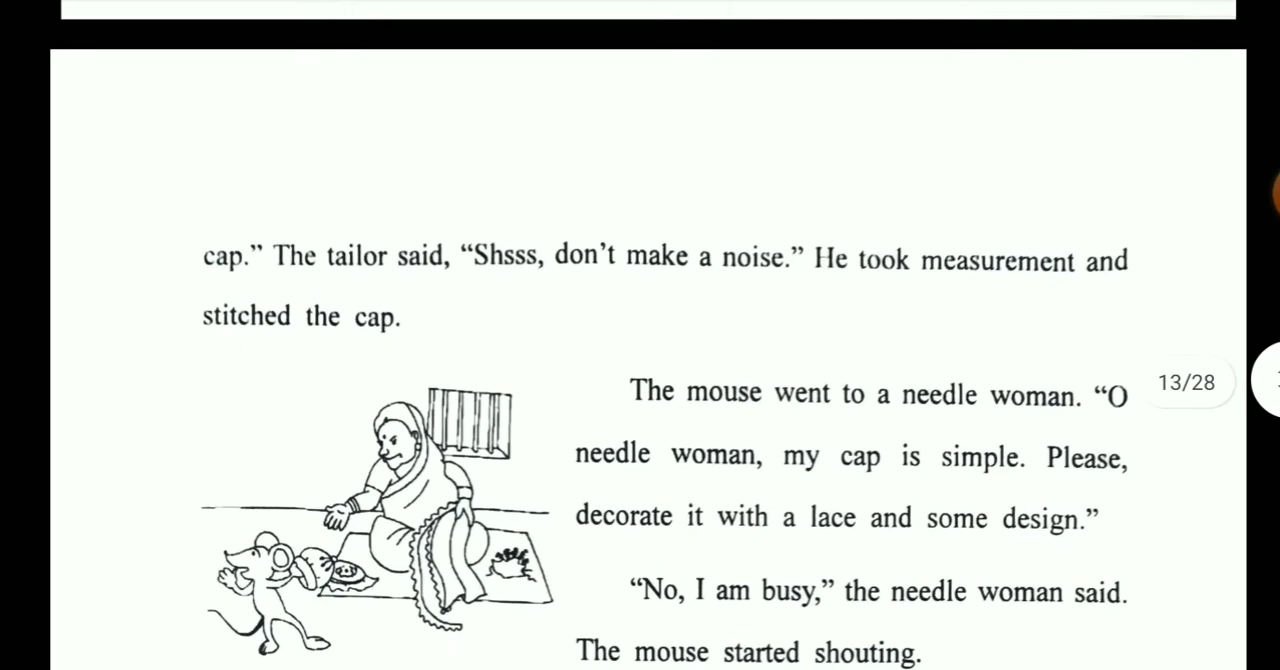 cap.” The tailor said, “Shsss, don’t make a noise.” He took measurement and
stitched the cap.
The mouse went to a needle woman. “O
needle woman, my cap is simple. Please,
decorate it with a lace and some design.”
“No, I am busy,” the needle woman said.
The mouse started shouting.
13/28